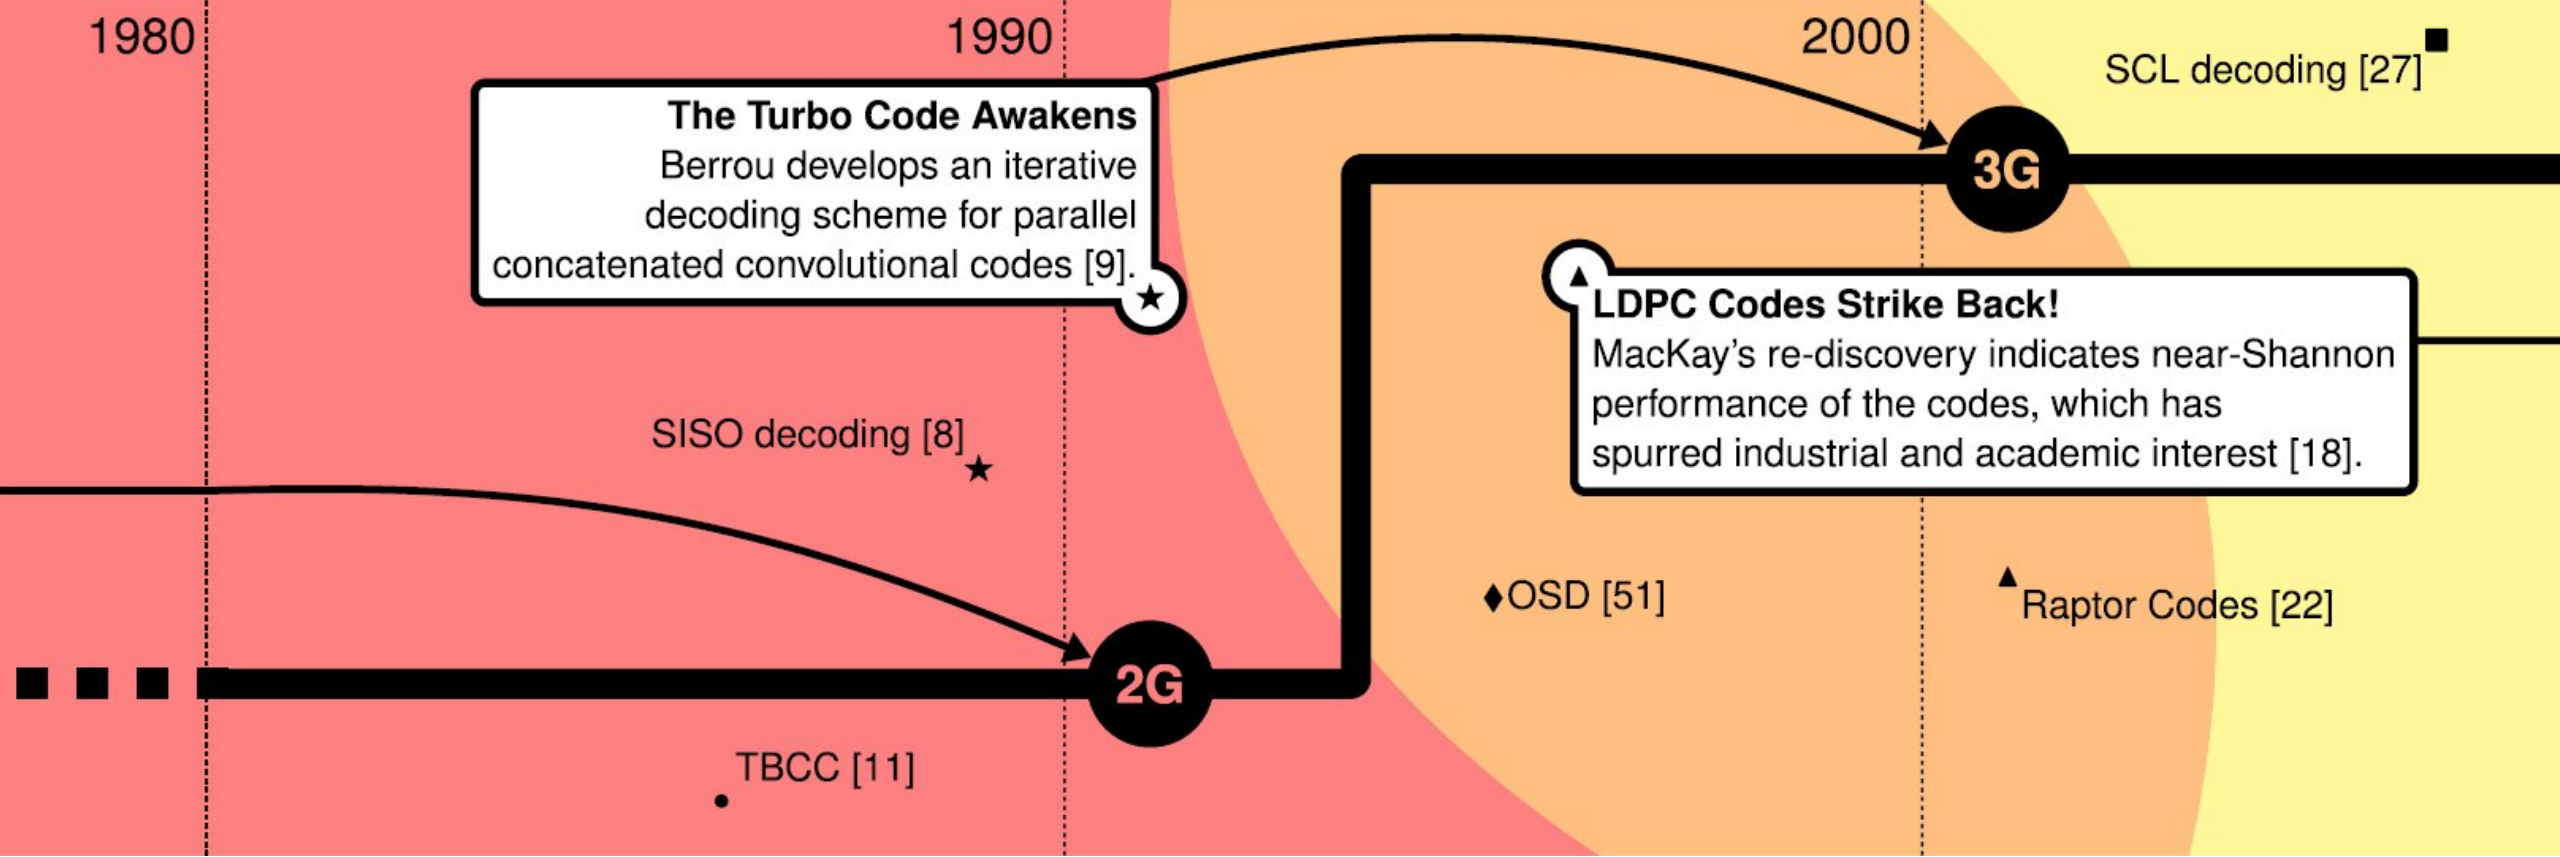 1980
1990
2000
SCL decoding [27]
The Turbo Code Awakens
Berrou develops an iterative
decoding scheme for parallel
concatenated convolutional codes [9].
3G
LDPC Codes Strike Back!
MacKay's re-discovery indicates near-Shannon
performance of the codes, which has
spurred industrial and academic interest [18].
SISO decoding [8]
OSD [51]
Raptor Codes [22]
2G
TBCC [11]